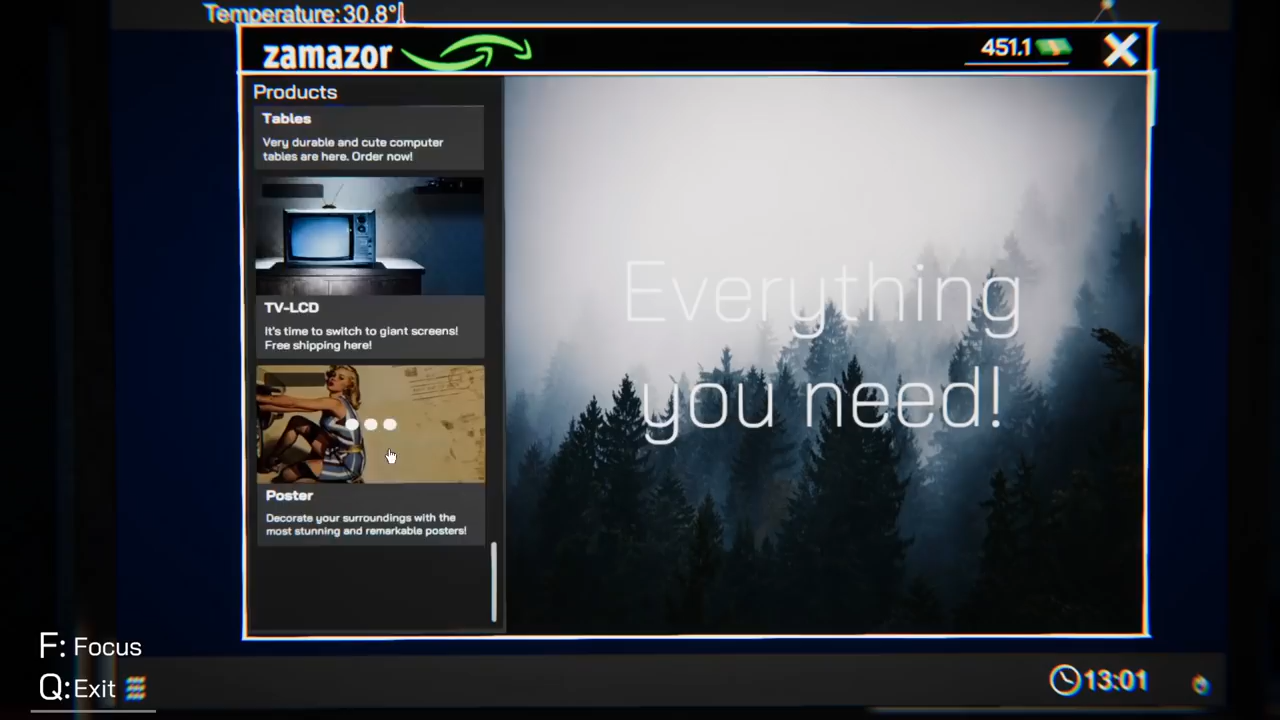 Temperature:30.8°
zamazor
451.1
Products
Tables
Very durable and cute computer
tables are here. Order now!
TV-LCD
It's time to switch to giant screens!
Free shipping here!
Poster
Decorate your surroundings with the
most stunning and remarkable posters!
Everything
you need!
F: Focus
Q: Exit
13:01